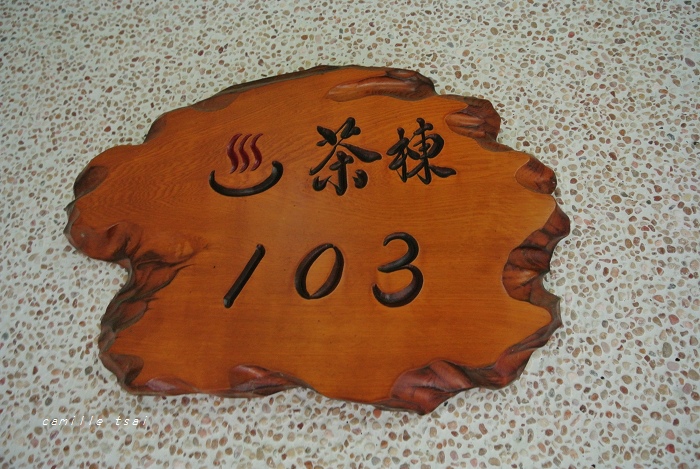 ♨茶棟
103
camille tsai